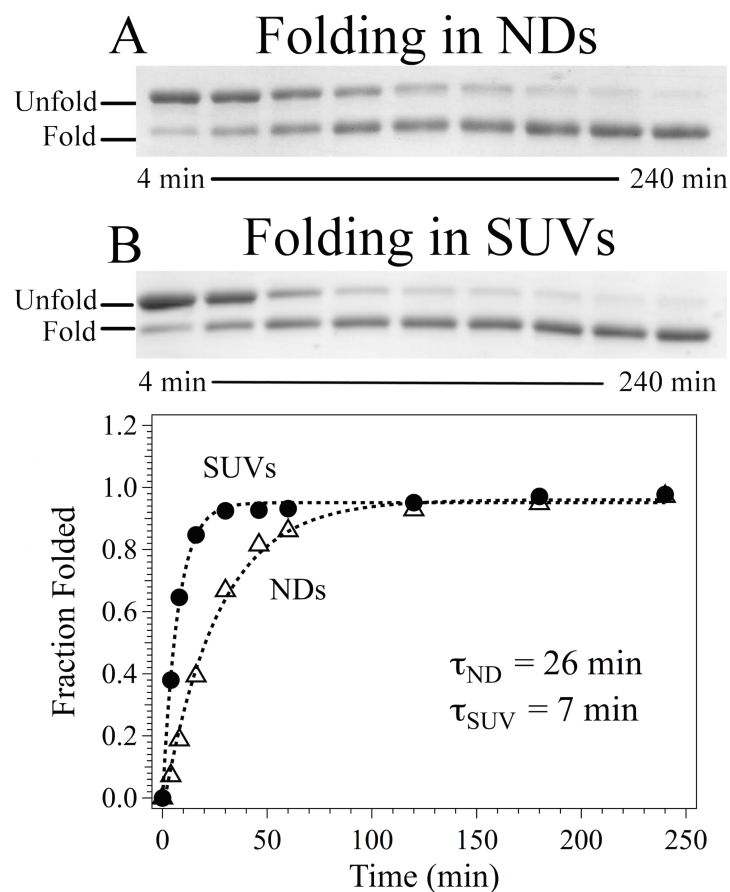 A Folding in NDs
Unfold
Fold
4 min 240 min
B Folding in SUVs
Unfold
Fold
4 min 240 min
1.2
1.0
0.8
0.6
0.4
0.2
0.0
Fraction Folded
SUVs
NDs
τND = 26 min
τSUV = 7 min
0 50 100 150 200 250
Time (min)